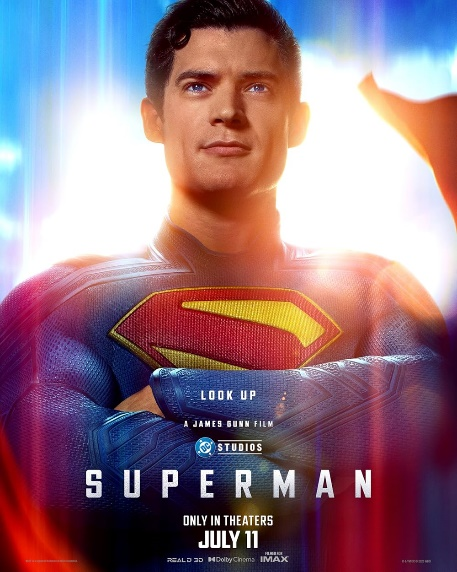 LOOK UP
A JAMES GUNN FILM
DC STUDIOS
SUPERMAN
ONLY IN THEATERS
JULY 11
REALD 3D Dolby Cinema IMAX